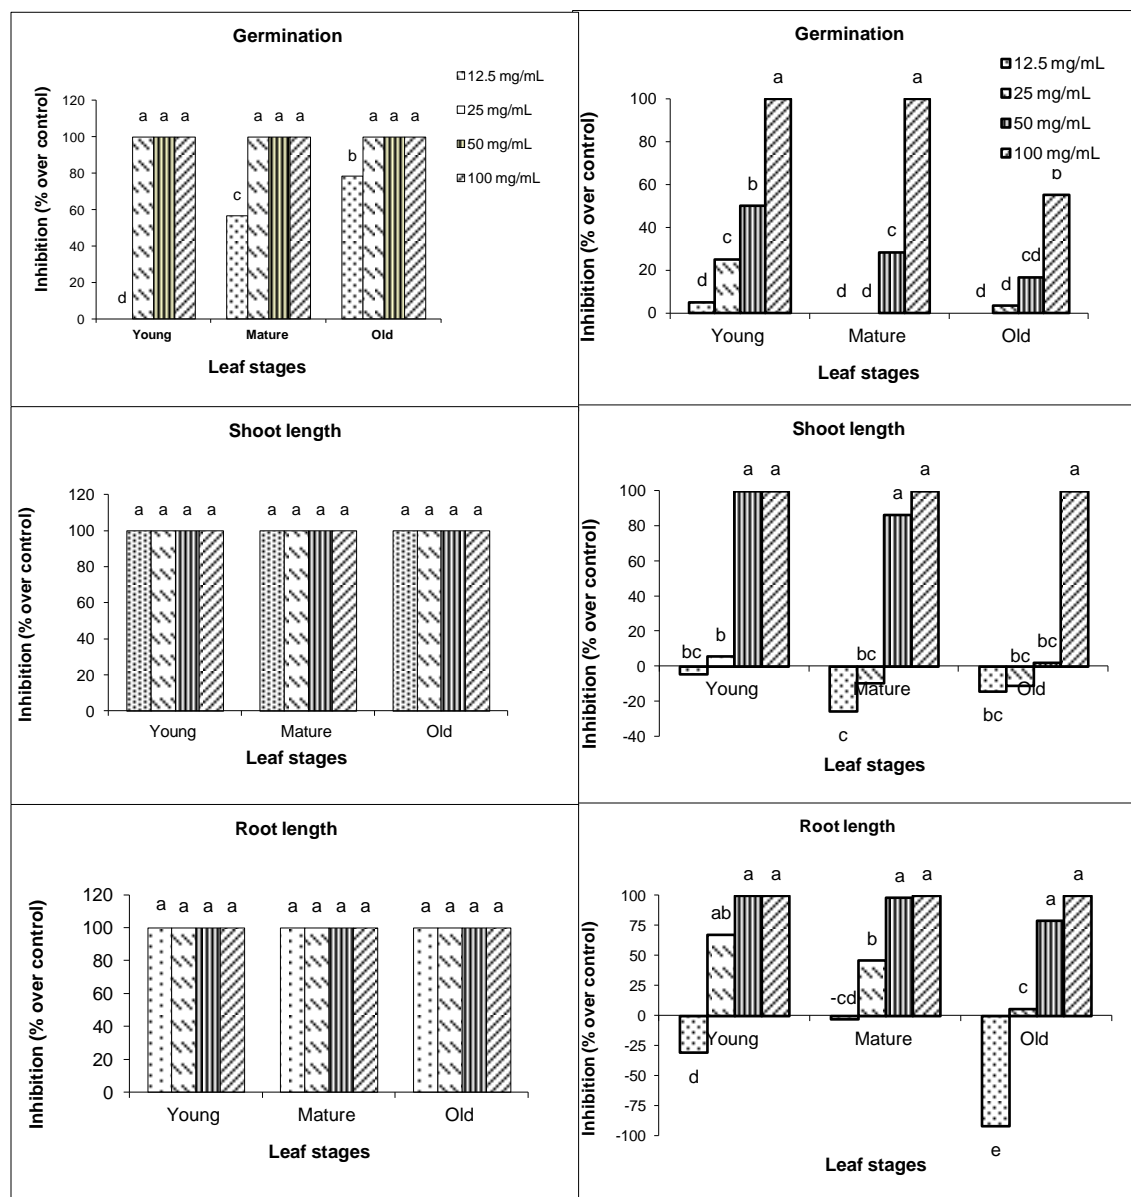 Germination
12.5 mg/mL
25 mg/mL
50 mg/mL
100 mg/mL
Inhibition (% over control)
120
100
80
60
40
20
0
d a a a c a a a b a a a
Young Mature Old
Leaf stages
Germination
12.5 mg/mL
25 mg/mL
50 mg/mL
100 mg/mL
Inhibition (% over control)
100
80
60
40
20
0
d c b a d d c a d d cd b
Young Mature Old
Leaf stages
Shoot length
Inhibition (% over control)
120
100
80
60
40
20
0
a a a a a a a a a a a a
Young Mature Old
Leaf stages
Shoot length
Inhibition (% over control)
100
80
60
40
20
0
-20
-40
bc b a a c bc a a bc bc bc a
Young Mature Old
Leaf stages
Root length
Inhibition (% over control)
120
100
80
60
40
20
0
a a a a a a a a a a a a
Young Mature Old
Leaf stages
Root length
Inhibition (% over control)
100
75
50
25
0
-25
-50
-75
-100
d ab a a -cd b a a e c a a
Young Mature Old
Leaf stages